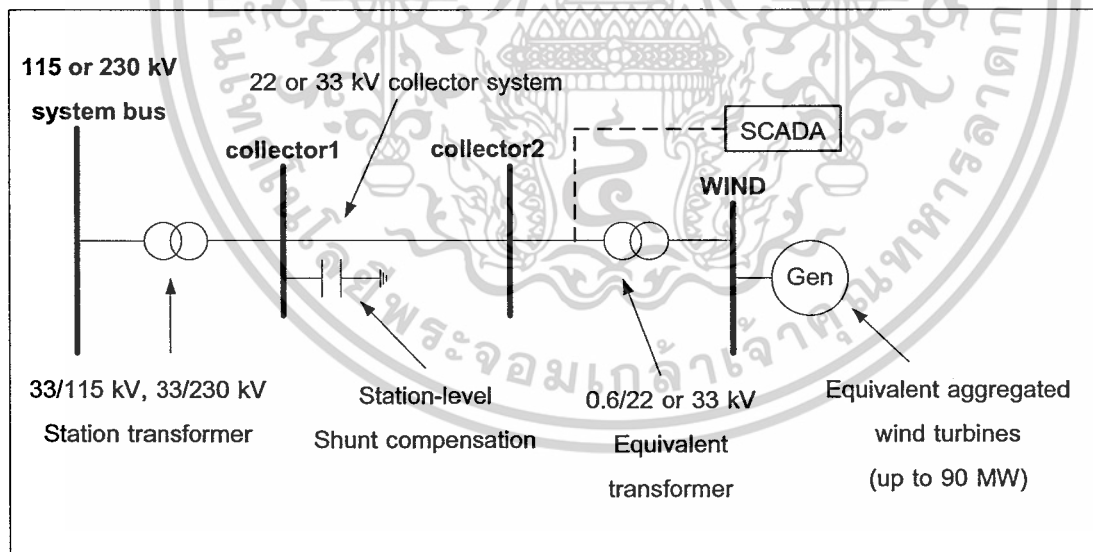 115 or 230 kV
system bus
22 or 33 kV collector system
collector1
collector2
SCADA
WIND
Gen
33/115 kV, 33/230 kV
Station transformer
Station-level
Shunt compensation
0.6/22 or 33 kV
Equivalent
transformer
Equivalent aggregated
wind turbines
(up to 90 MW)